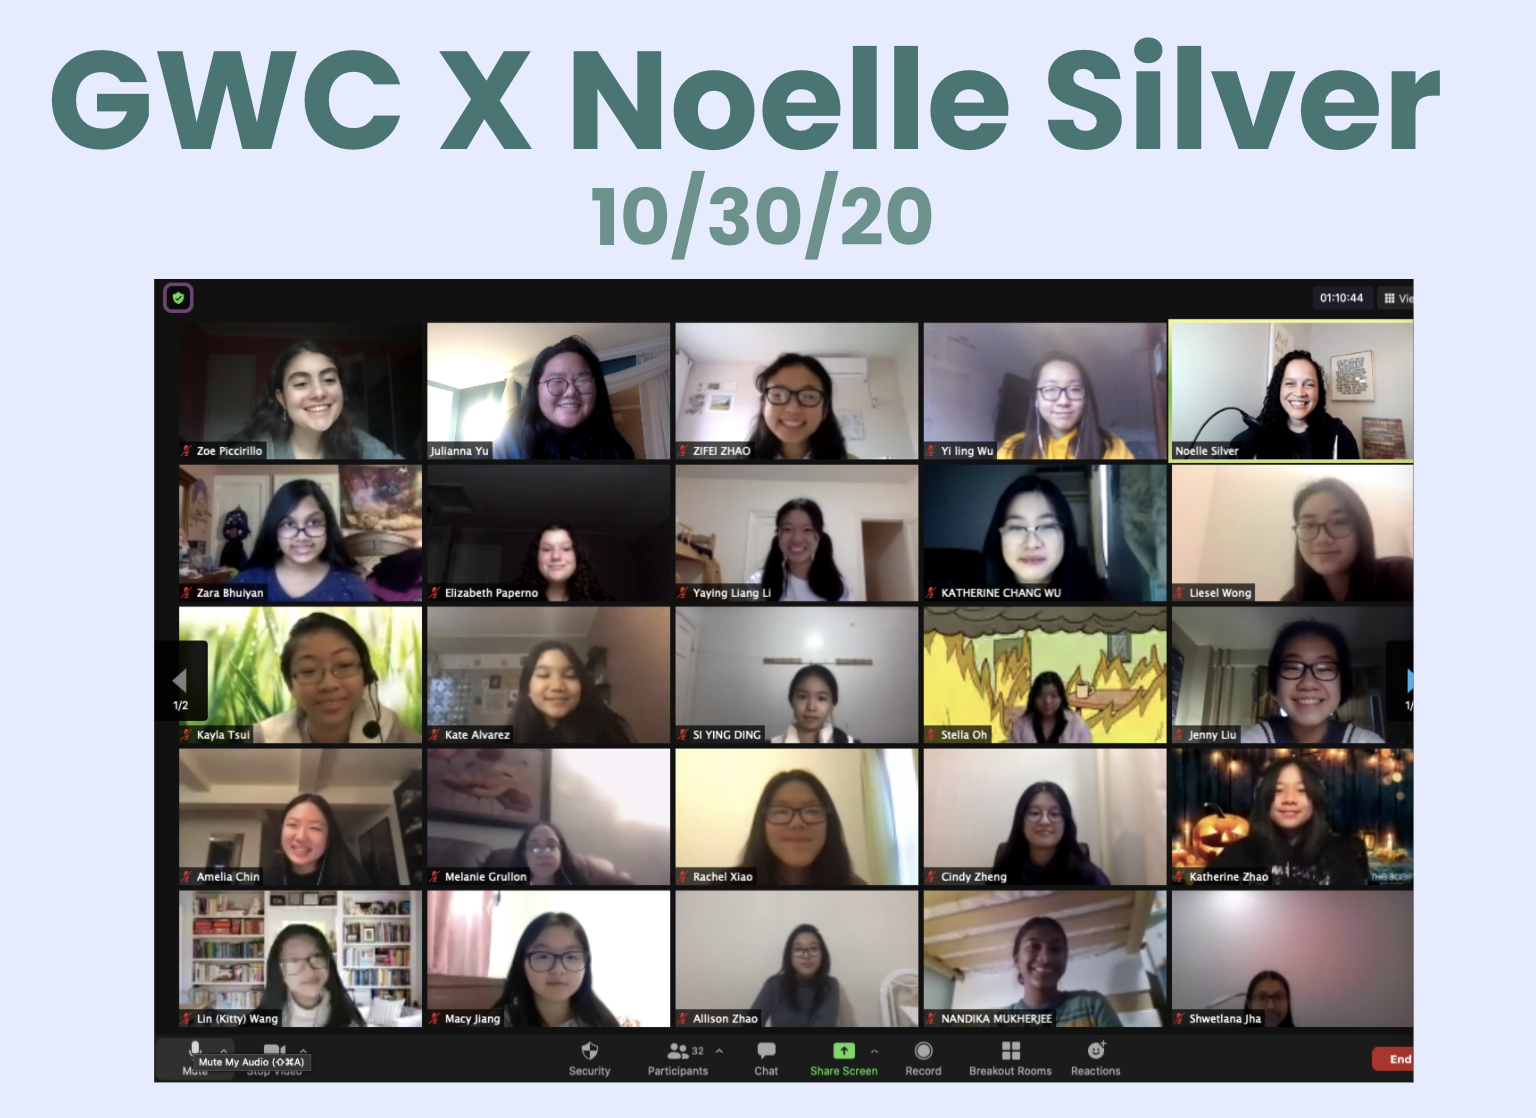 GWC X Noelle Silver
10/30/20
01:10:44
Vie
Zoe Piccirillo
Julianna Yu
ZIFEI ZHAO
Yi ling Wu
Noelle Silver
Zara Bhuiyan
Elizabeth Paperno
Yaying Liang Li
KATHERINE CHANG WU
Liesel Wong
1/2
1/
Kayla Tsui
Kate Alvarez
SI YING DING
Stella Oh
Jenny Liu
Amelia Chin
Melanie Grullon
Rachel Xiao
Cindy Zheng
Katherine Zhao
Lin (Kitty) Wang
Macy Jiang
Allison Zhao
NANDIKA MUKHERJEE
Shwetlana Jha
Mute My Audio (⇧⌘A)
Mute
Stop Video
Security
32
Participants
Chat
Share Screen
Record
Breakout Rooms
Reactions
End